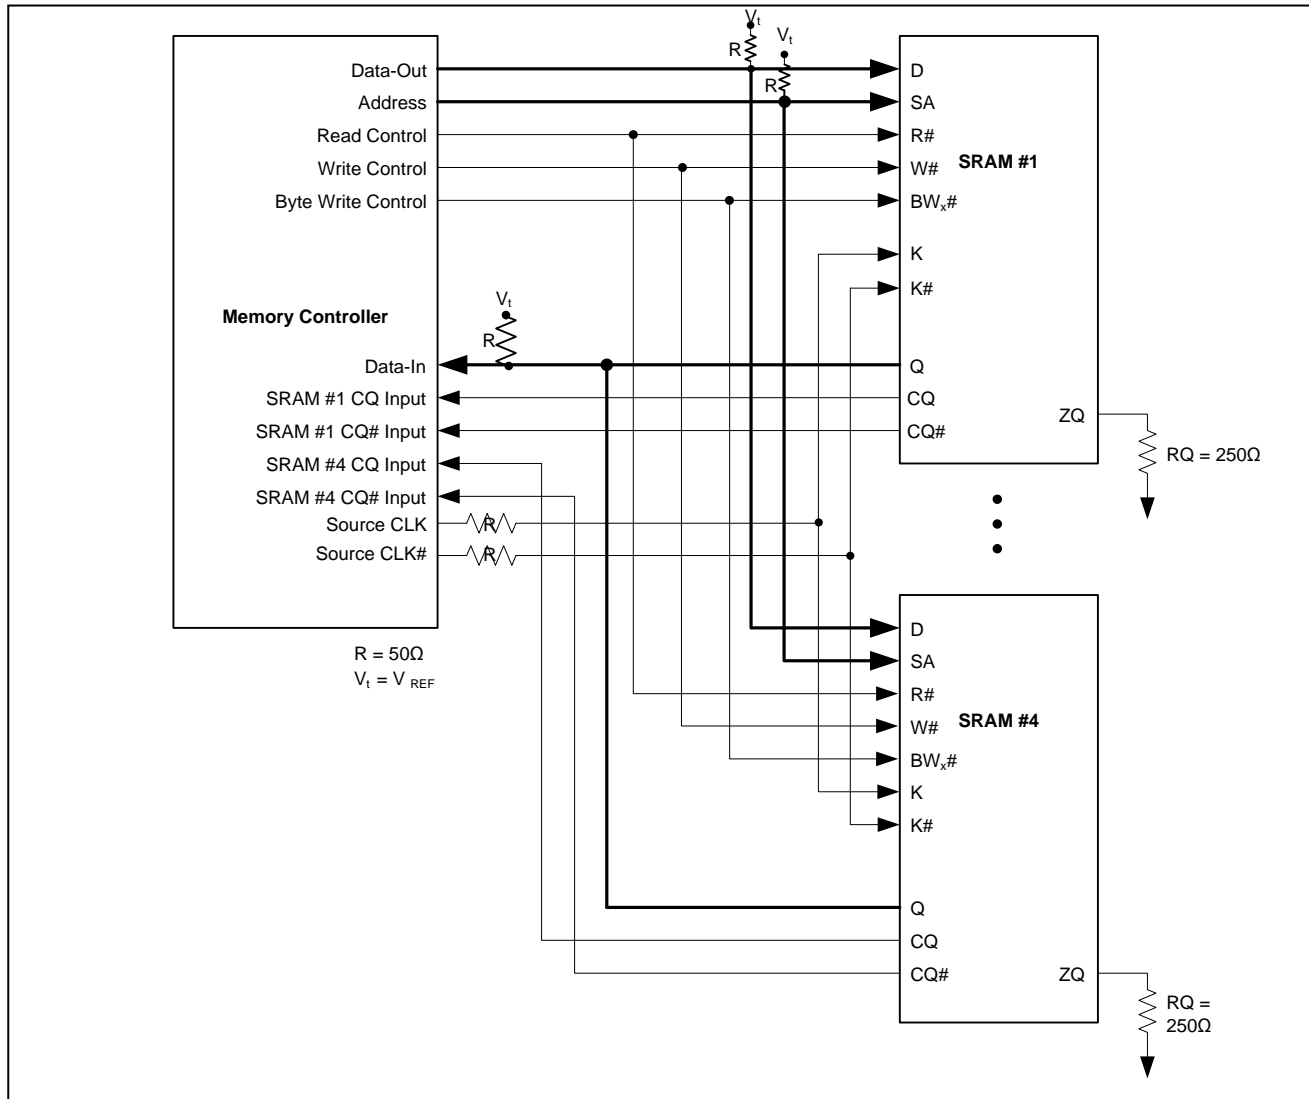 Vt
Vt
R
R
Data-Out
Address
Read Control
Write Control
Byte Write Control
Memory Controller
Vt
R
Data-In
SRAM #1 CQ Input
SRAM #1 CQ# Input
SRAM #4 CQ Input
SRAM #4 CQ# Input
Source CLK
R
Source CLK#
R
R = 50Ω
Vt = V REF
D
SA
R#
SRAM #1
W#
BWx#
K
K#
Q
CQ
CQ#
ZQ
RQ = 250Ω
D
SA
R#
SRAM #4
W#
BWx#
K
K#
Q
CQ
CQ#
ZQ
RQ =
250Ω